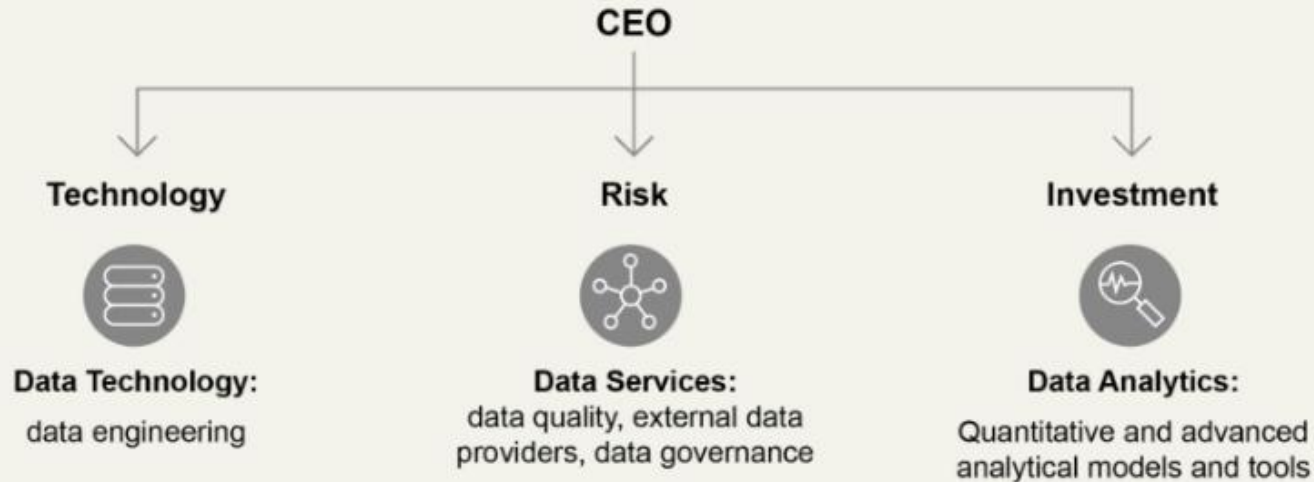 CEO
Technology
Risk
Investment
Data Technology:
data engineering
Data Services:
data quality, external data
providers, data governance
Data Analytics:
Quantitative and advanced
analytical models and tools